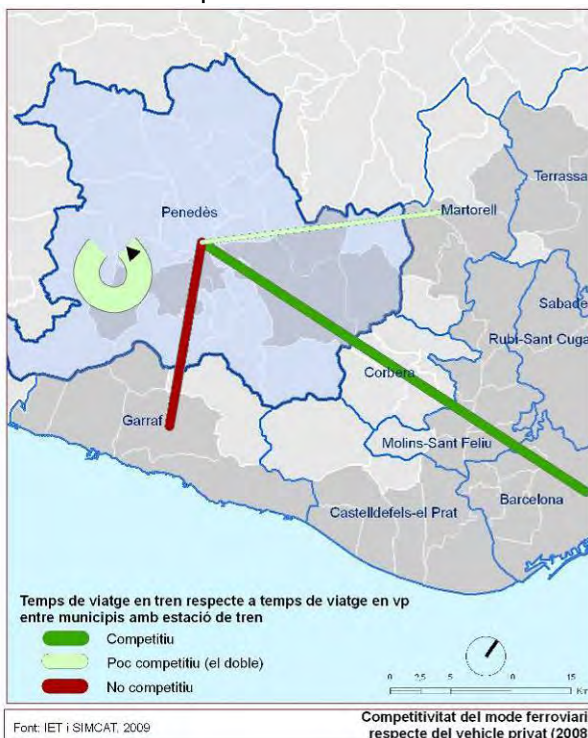 Terrassa
Penedès
Martorell
Sabade
Rubí-Sant Cuga
Corbera
Garraf
Molins-Sant Feliu
Barcelona
Castelldefels-el Prat
Temps de viatge en tren respecte a temps de viatge en vp
entre municipis amb estació de tren
Competitiu
Poc competitiu (el doble)
No competitiu
0 2,5 5 10 15
Km
Font: IET i SIMCAT, 2009
Competitivitat del mode ferroviari
respecte del vehicle privat (2008